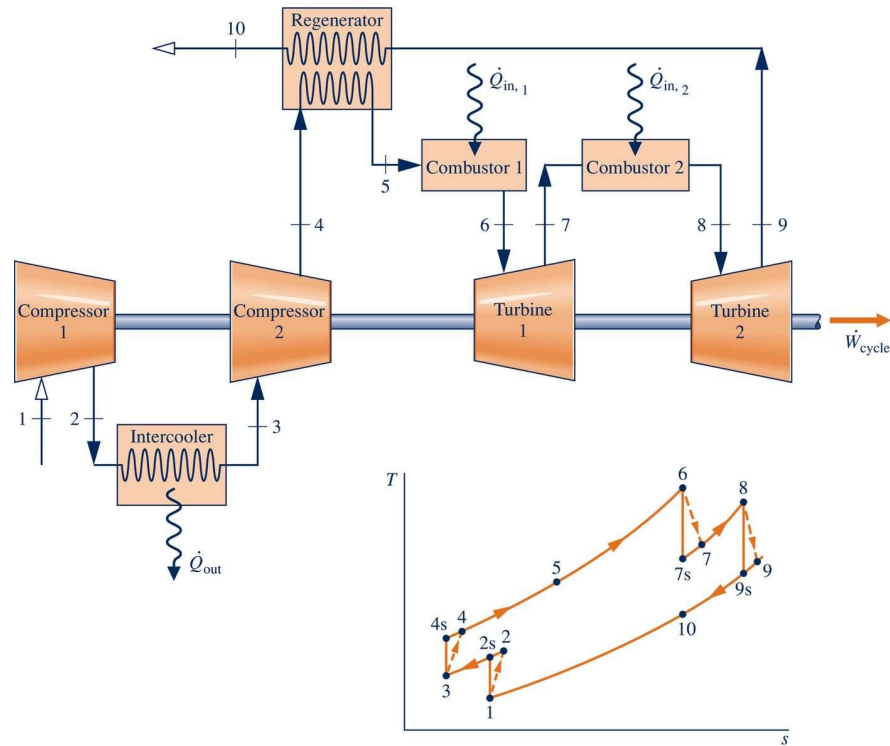 10
Regenerator
Q̇in, 1
Q̇in, 2
Combustor 1
Combustor 2
5
4
6
7
8
9
Compressor
1
Compressor
2
Turbine
1
Turbine
2
Ẇcycle
1
2
3
Intercooler
Q̇out
T
6
8
7
7s
9
9s
5
10
4s
4
2s
2
3
1
s